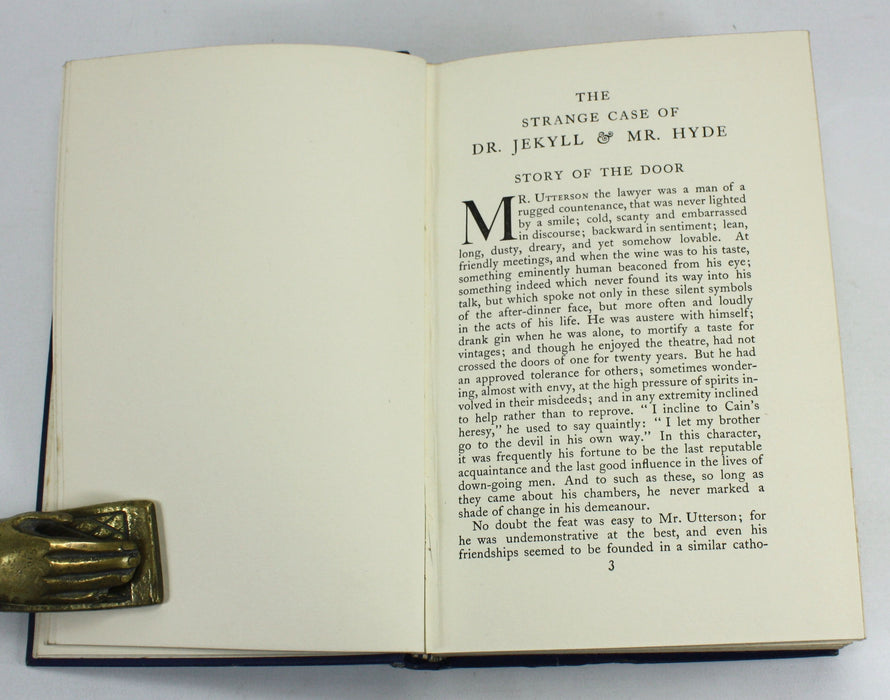 THE
STRANGE CASE OF
DR. JEKYLL & MR. HYDE
STORY OF THE DOOR
MR. UTTERSON the lawyer was a man of a
rugged countenance, that was never lighted
by a smile; cold, scanty and embarrassed
in discourse; backward in sentiment; lean,
long, dusty, dreary, and yet somehow lovable. At
friendly meetings, and when the wine was to his taste,
something eminently human beaconed from his eye;
something indeed which never found its way into his
talk, but which spoke not only in these silent symbols
of the after-dinner face, but more often and loudly
in the acts of his life. He was austere with himself;
drank gin when he was alone, to mortify a taste for
vintages; and though he enjoyed the theatre, had not
crossed the doors of one for twenty years. But he had
an approved tolerance for others; sometimes wonder-
ing, almost with envy, at the high pressure of spirits in-
volved in their misdeeds; and in any extremity inclined
to help rather than to reprove. "I incline to Cain's
heresy," he used to say quaintly: "I let my brother
go to the devil in his own way." In this character,
it was frequently his fortune to be the last reputable
acquaintance and the last good influence in the lives of
down-going men. And to such as these, so long as
they came about his chambers, he never marked a
shade of change in his demeanour.
No doubt the feat was easy to Mr. Utterson; for
he was undemonstrative at the best, and even his
friendships seemed to be founded in a similar catho-
3